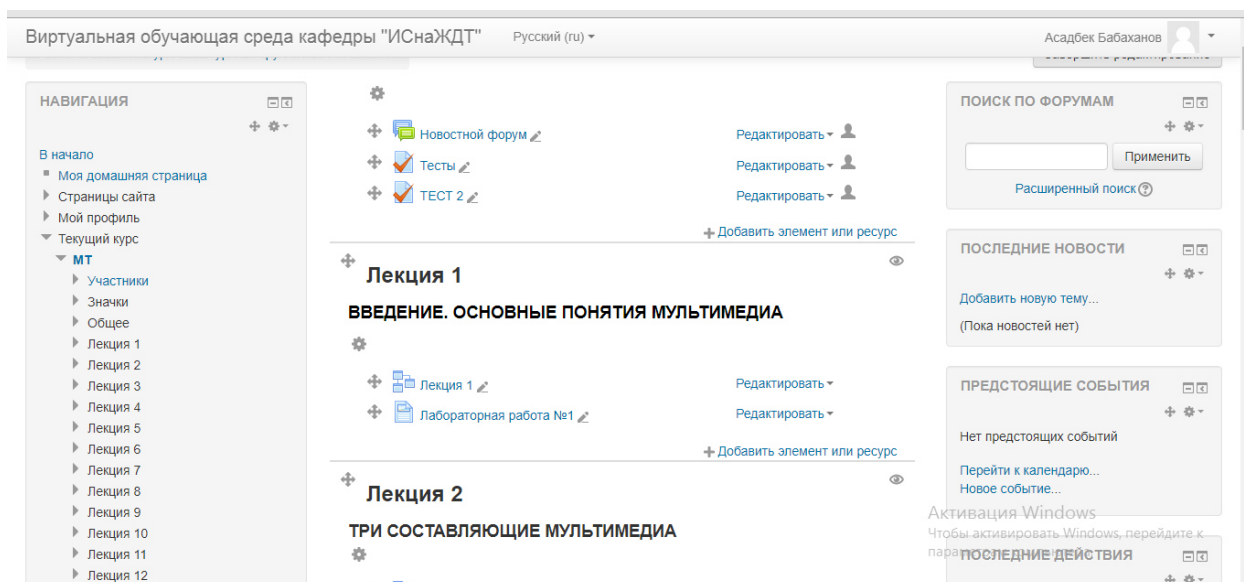 Виртуальная обучающая среда кафедры "ИСнаЖДТ"
Русский (ru)
Асадбек Бабаханов
НАВИГАЦИЯ
В начало
Моя домашняя страница
Страницы сайта
Мой профиль
Текущий курс
МТ
Участники
Значки
Общее
Лекция 1
Лекция 2
Лекция 3
Лекция 4
Лекция 5
Лекция 6
Лекция 7
Лекция 8
Лекция 9
Лекция 10
Лекция 11
Лекция 12
Новостной форум Редактировать
Тесты Редактировать
ТЕСТ 2 Редактировать
Добавить элемент или ресурс
Лекция 1
ВВЕДЕНИЕ. ОСНОВНЫЕ ПОНЯТИЯ МУЛЬТИМЕДИА
Лекция 1 Редактировать
Лабораторная работа №1 Редактировать
Добавить элемент или ресурс
Лекция 2
ТРИ СОСТАВЛЯЮЩИЕ МУЛЬТИМЕДИА
ПОИСК ПО ФОРУМАМ
Применить
Расширенный поиск
ПОСЛЕДНИЕ НОВОСТИ
Добавить новую тему...
(Пока новостей нет)
ПРЕДСТОЯЩИЕ СОБЫТИЯ
Нет предстоящих событий
Перейти к календарю...
Новое событие...
Активация Windows
Чтобы активировать Windows, перейдите к
ПОСЛЕДНИЕ ДЕЙСТВИЯ